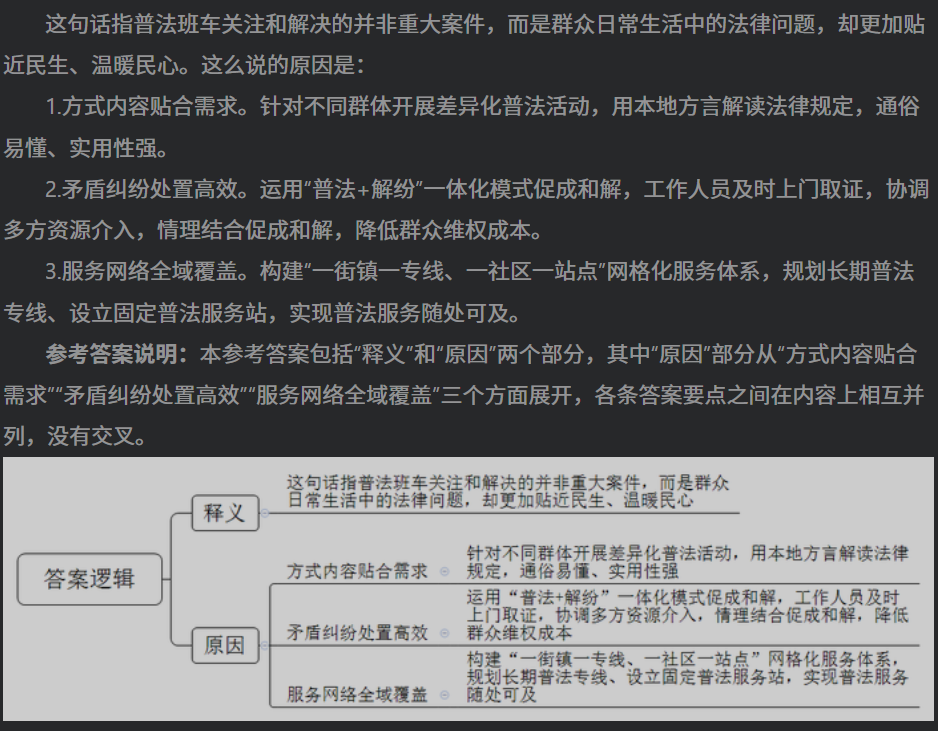 这句话指普法班车关注和解决的并非重大案件，而是群众日常生活中的法律问题，却更加贴
近民生、温暖民心。这么说的原因是：
1.方式内容贴合需求。针对不同群体开展差异化普法活动，用本地方言解读法律规定，通俗
易懂、实用性强。
2.矛盾纠纷处置高效。运用“普法+解纷”一体化模式促成和解，工作人员及时上门取证，协调
多方资源介入，情理结合促成和解，降低群众维权成本。
3.服务网络全域覆盖。构建“一街镇一专线、一社区一站点”网格化服务体系，规划长期普法
专线、设立固定普法服务站，实现普法服务随处可及。
参考答案说明：本参考答案包括“释义”和“原因”两个部分，其中“原因”部分从“方式内容贴合
需求”“矛盾纠纷处置高效”“服务网络全域覆盖”三个方面展开，各条答案要点之间在内容上相互并
列，没有交叉。
答案逻辑
释义
这句话指普法班车关注和解决的并非重大案件，而是群众
日常生活中的法律问题，却更加贴近民生、温暖民心
原因
方式内容贴合需求
针对不同群体开展差异化普法活动，用本地方言解读法律
规定，通俗易懂、实用性强
矛盾纠纷处置高效
运用“普法+解纷”一体化模式促成和解，工作人员及时
上门取证，协调多方资源介入，情理结合促成和解，降低
群众维权成本
服务网络全域覆盖
构建“一街镇一专线、一社区一站点”网格化服务体系，
规划长期普法专线、设立固定普法服务站，实现普法服务
随处可及